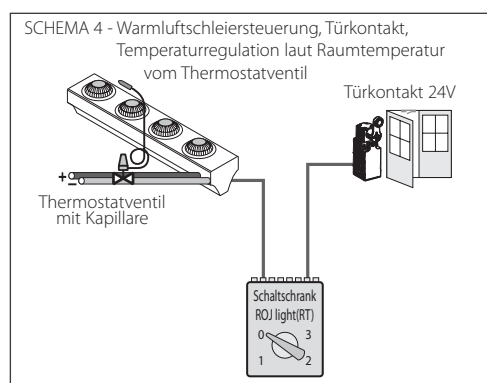 SCHEMA 4 - Warmluftschleiersteuerung, Türkontakt,
Temperaturregulation laut Raumtemperatur
vom Thermostatventil
Türkontakt 24V
+
–
Thermostatventil
mit Kapillare
Schaltschrank
ROJ light(RT)
0 3
1 2